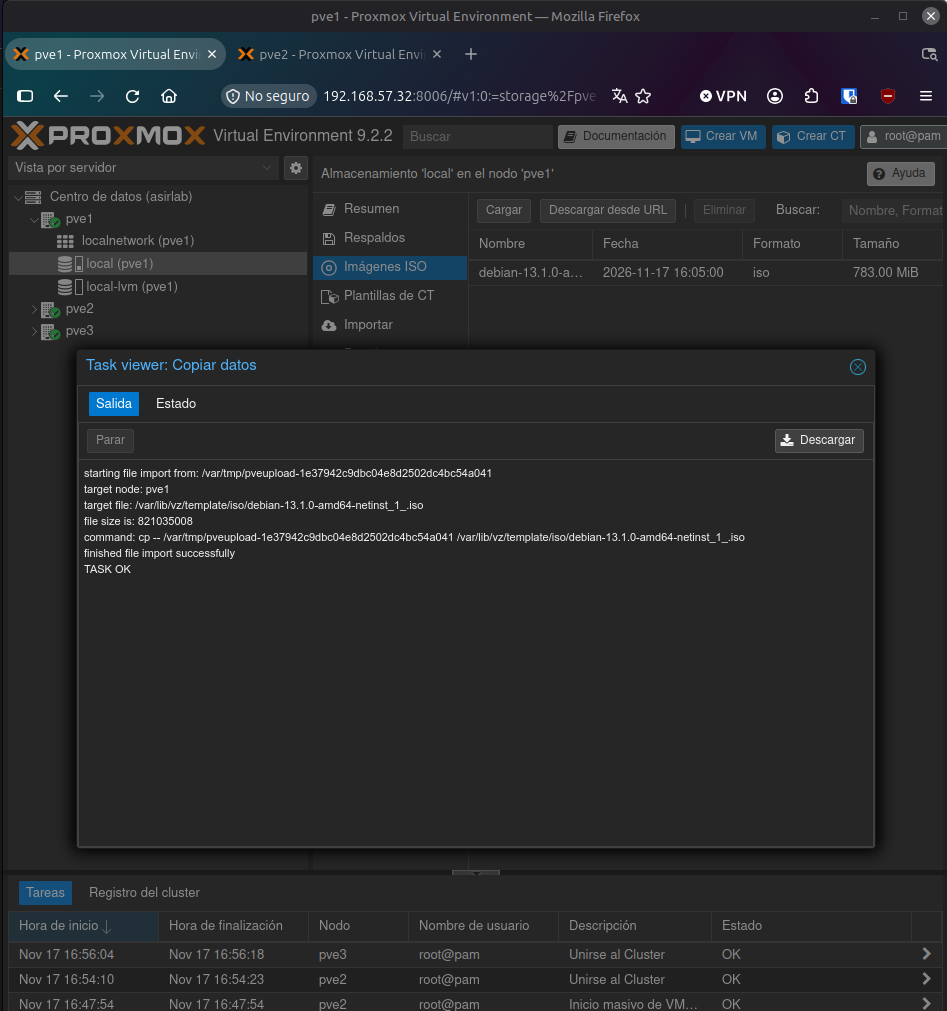 pve1 - Proxmox Virtual Environment — Mozilla Firefox
pve1 - Proxmox Virtual Envi
pve2 - Proxmox Virtual Envi
No seguro
192.168.57.32:8006/#v1:0:=storage%2Fpve
VPN
PROXMOX Virtual Environment 9.2.2
Buscar
Documentación
Crear VM
Crear CT
root@pam
Vista por servidor
Almacenamiento 'local' en el nodo 'pve1'
Ayuda
Centro de datos (asirlab)
pve1
localnetwork (pve1)
local (pve1)
local-lvm (pve1)
pve2
pve3
Resumen
Respaldos
Imágenes ISO
Plantillas de CT
Importar
Cargar
Descargar desde URL
Eliminar
Buscar:
Nombre, Format
Nombre Fecha Formato Tamaño
debian-13.1.0-a... 2026-11-17 16:05:00 iso 783.00 MiB
Task viewer: Copiar datos
Salida
Estado
Parar
Descargar
starting file import from: /var/tmp/pveupload-1e37942c9dbc04e8d2502dc4bc54a041
target node: pve1
target file: /var/lib/vz/template/iso/debian-13.1.0-amd64-netinst_1_.iso
file size is: 821035008
command: cp -- /var/tmp/pveupload-1e37942c9dbc04e8d2502dc4bc54a041 /var/lib/vz/template/iso/debian-13.1.0-amd64-netinst_1_.iso
finished file import successfully
TASK OK
Tareas
Registro del cluster
Hora de inicio Hora de finalización Nodo Nombre de usuario Descripción Estado
Nov 17 16:56:04 Nov 17 16:56:18 pve3 root@pam Unirse al Cluster OK
Nov 17 16:54:10 Nov 17 16:54:23 pve2 root@pam Unirse al Cluster OK
Nov 17 16:47:54 Nov 17 16:47:54 pve2 root@pam Inicio masivo de VM... OK